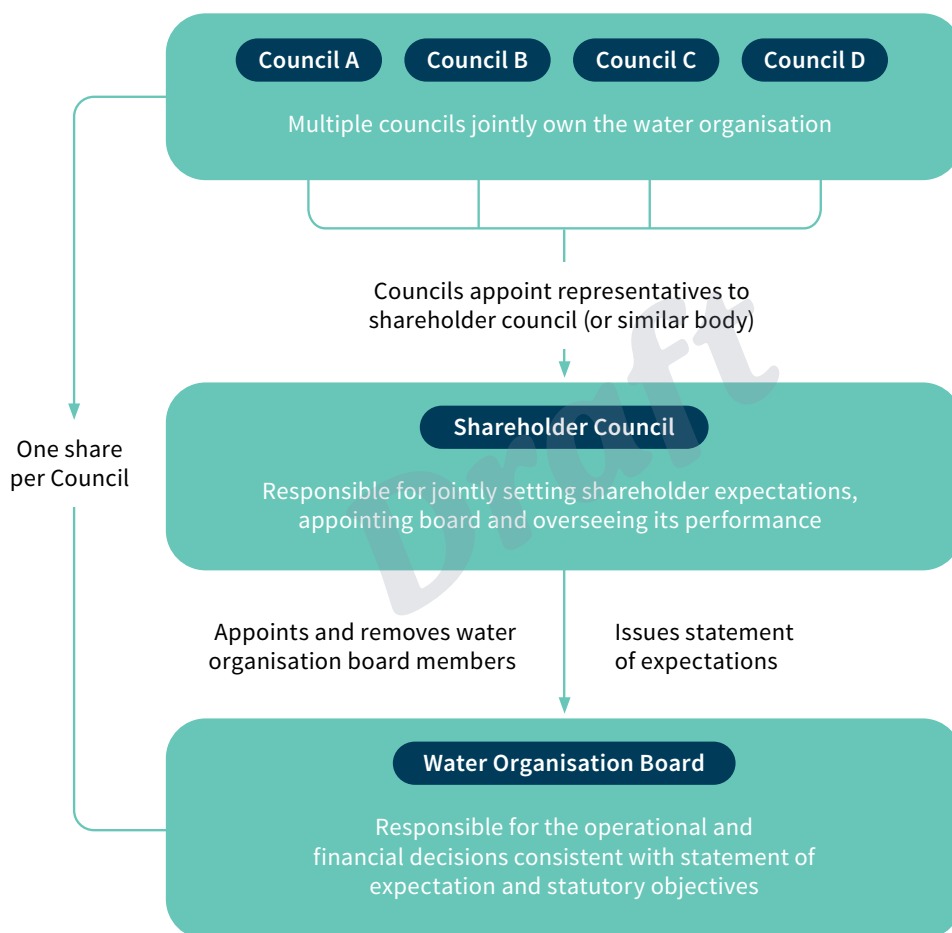 Council A
Council B
Council C
Council D
Multiple councils jointly own the water organisation
Councils appoint representatives to
shareholder council (or similar body)
One share
per Council
Shareholder Council
Responsible for jointly setting shareholder expectations,
appointing board and overseeing its performance
Draft
Appoints and removes water
organisation board members
Issues statement
of expectations
Water Organisation Board
Responsible for the operational and
financial decisions consistent with statement of
expectation and statutory objectives